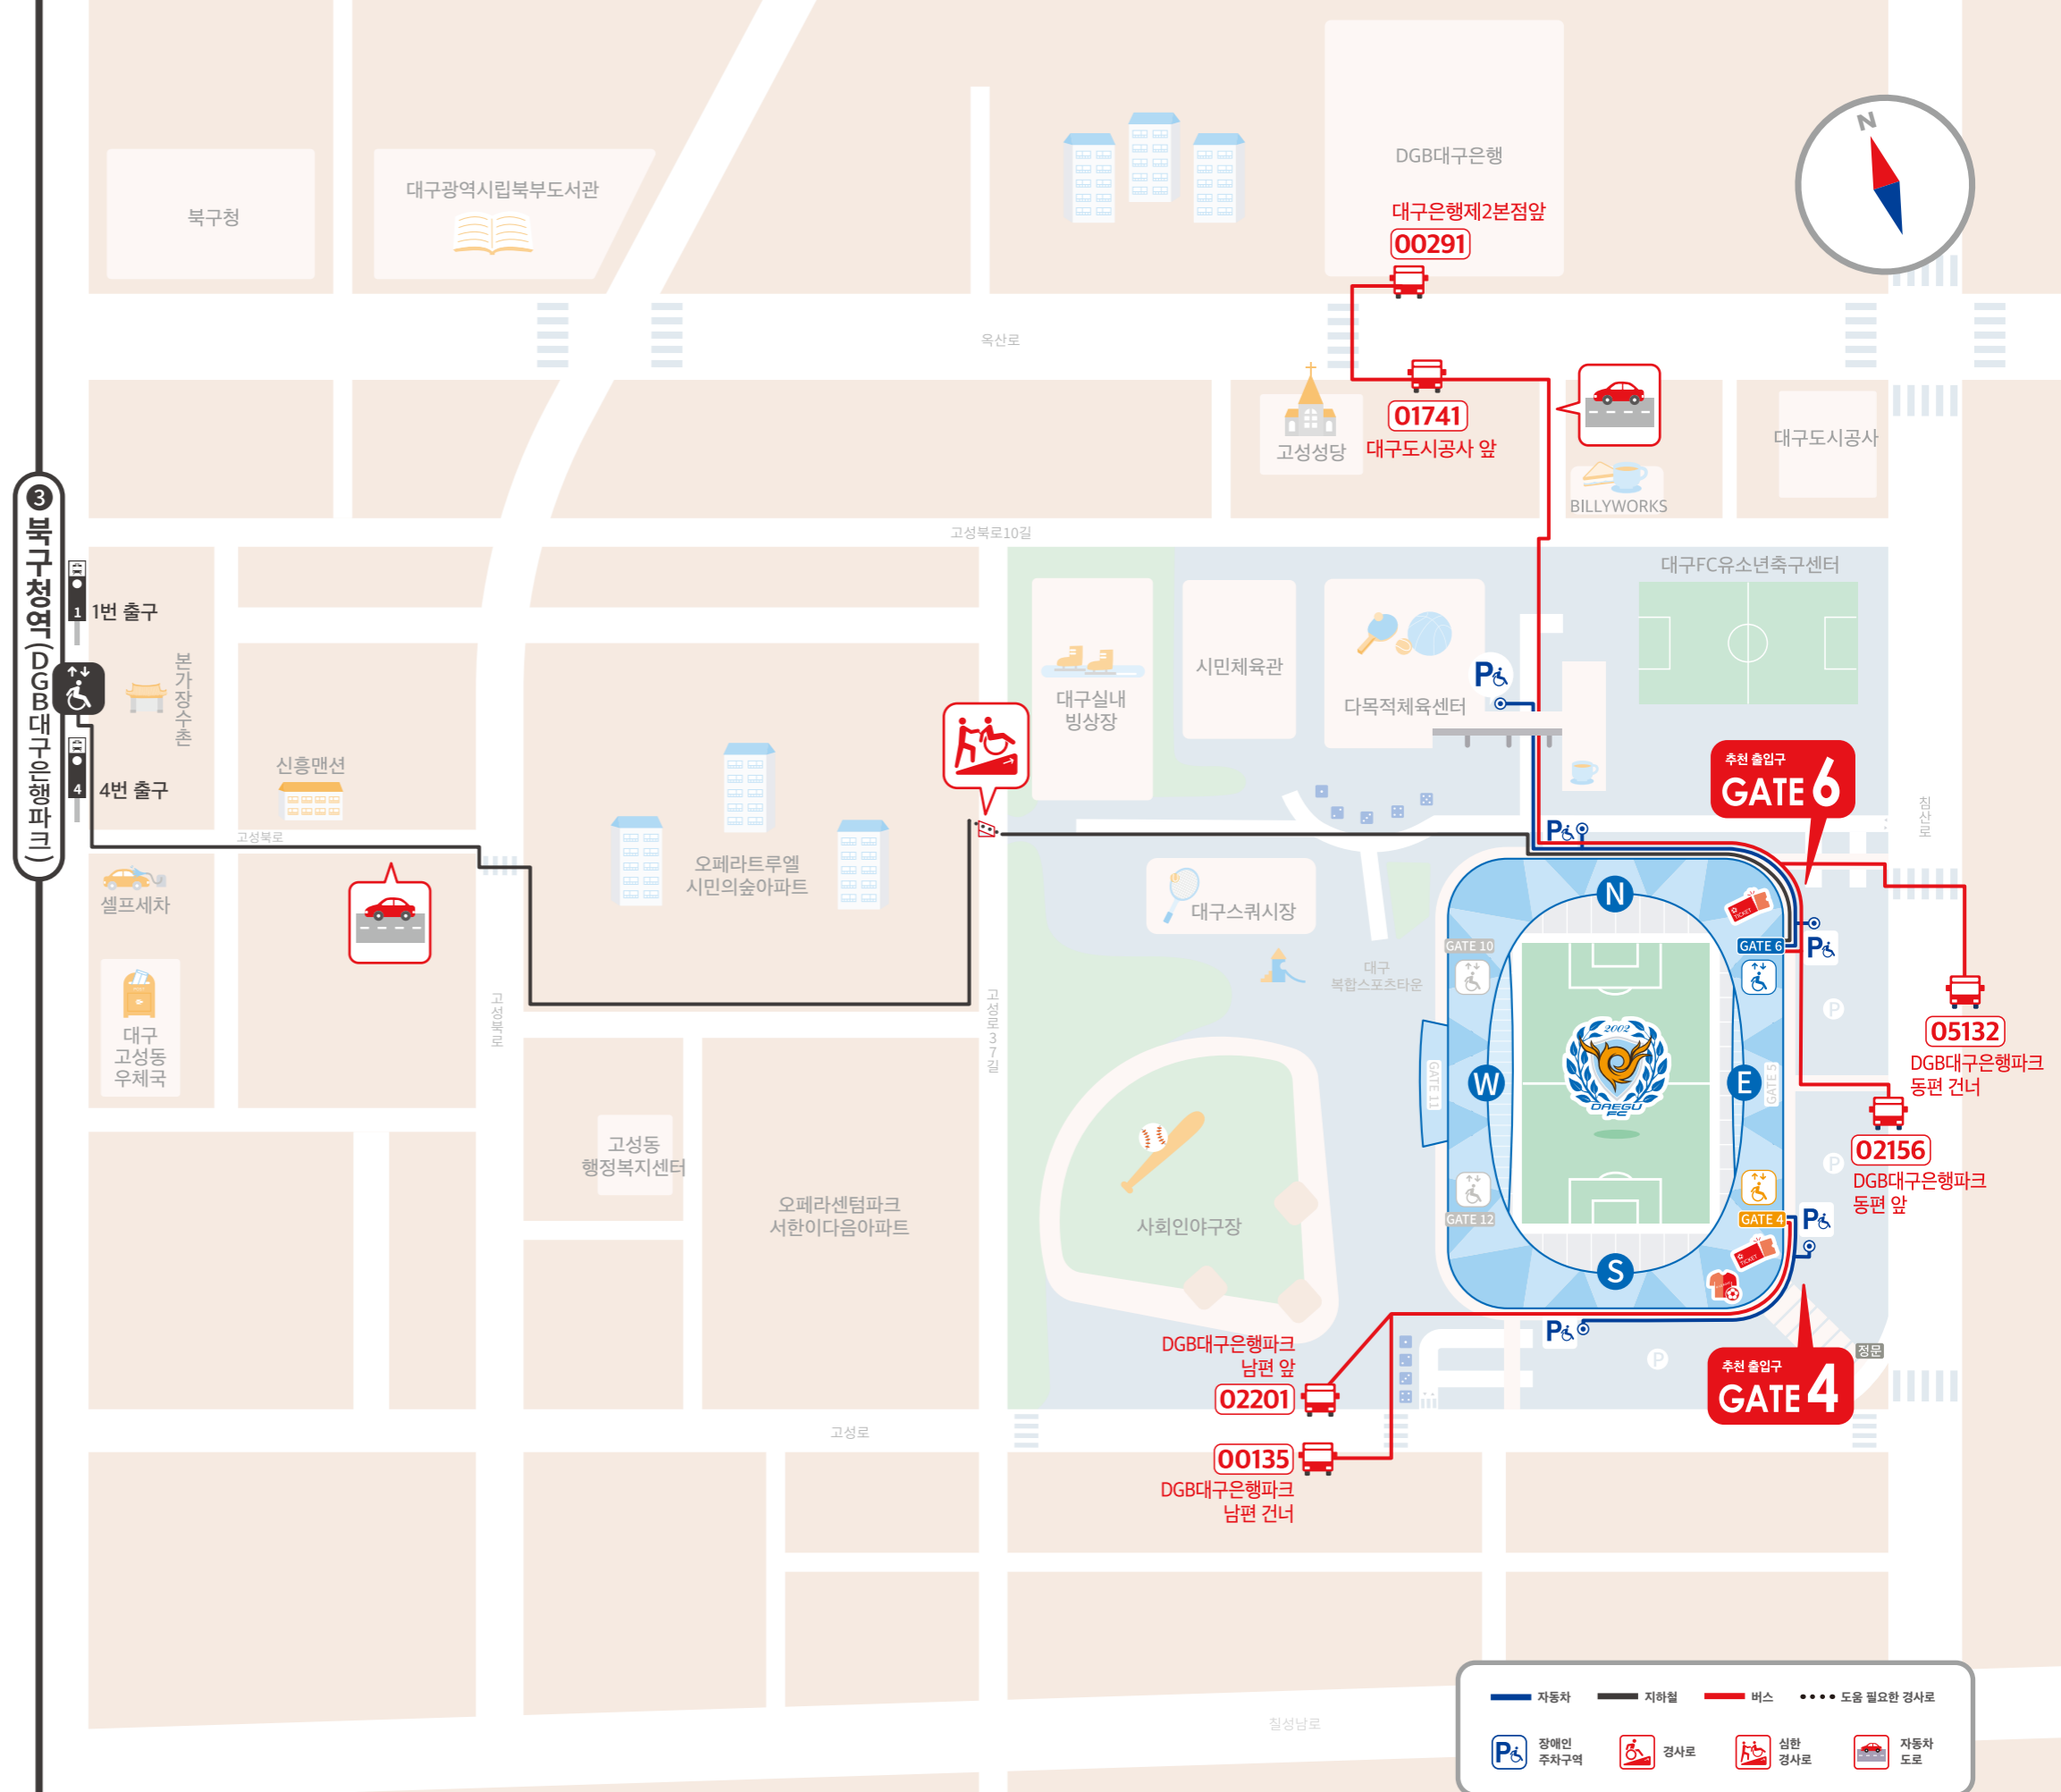 N
DGB대구은행
대구은행제2본점앞
00291
북구청
대구광역시립북부도서관
옥산로
01741
대구도시공사 앞
고성성당
BILLYWORKS
대구도시공사
고성북로10길
3
북구청역(DGB대구은행파크)
1
1번 출구
4
4번 출구
본가장수촌
신흥맨션
고성북로
셀프세차
대구
고성동
우체국
고성북로
오페라트루엘
시민의숲아파트
고성로37길
고성동
행정복지센터
오페라센텀파크
서한이다음아파트
대구실내
빙상장
시민체육관
다목적체육센터
P
대구FC유소년축구센터
추천 출입구
GATE 6
침산로
P
대구스쿼시장
대구
복합스포츠타운
사회인야구장
GATE 10
GATE 11
GATE 12
N
W
E
S
TICKET
GATE 6
P
P
GATE 5
2002
DAEGU
FC
P
GATE 4
P
TICKET
P
P
정문
05132
DGB대구은행파크
동편 건너
02156
DGB대구은행파크
동편 앞
추천 출입구
GATE 4
DGB대구은행파크
남편 앞
02201
00135
DGB대구은행파크
남편 건너
고성로
칠성남로
자동차
지하철
버스
도움 필요한 경사로
P
장애인
주차구역
경사로
심한
경사로
자동차
도로